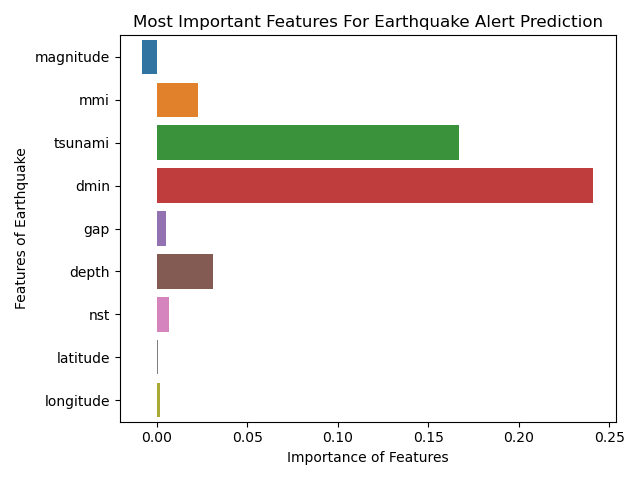 Most Important Features For Earthquake Alert Prediction
Features of Earthquake
magnitude
mmi
tsunami
dmin
gap
depth
nst
latitude
longitude
0.00 0.05 0.10 0.15 0.20 0.25
Importance of Features